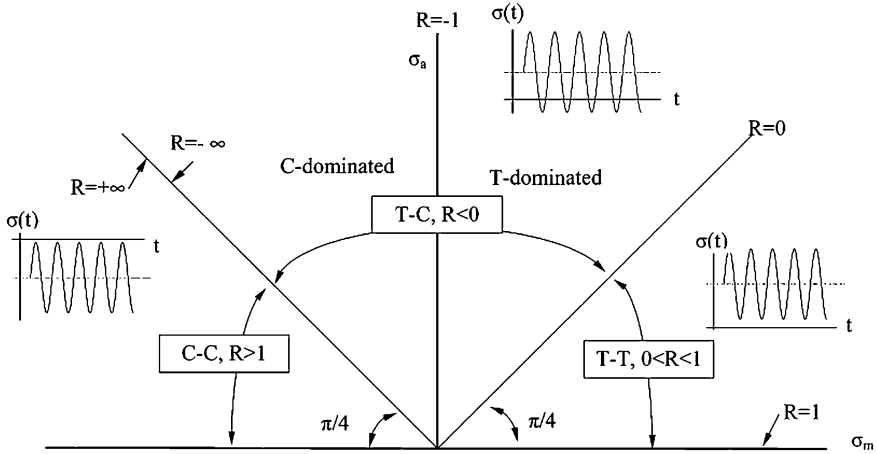 R=-1
σ(t)
σa
t
R=0
R=- ∞
R=+∞
C-dominated
T-dominated
T-C, R<0
σ(t)
t
σ(t)
t
C-C, R>1
T-T, 0<R<1
π/4
π/4
R=1
σm